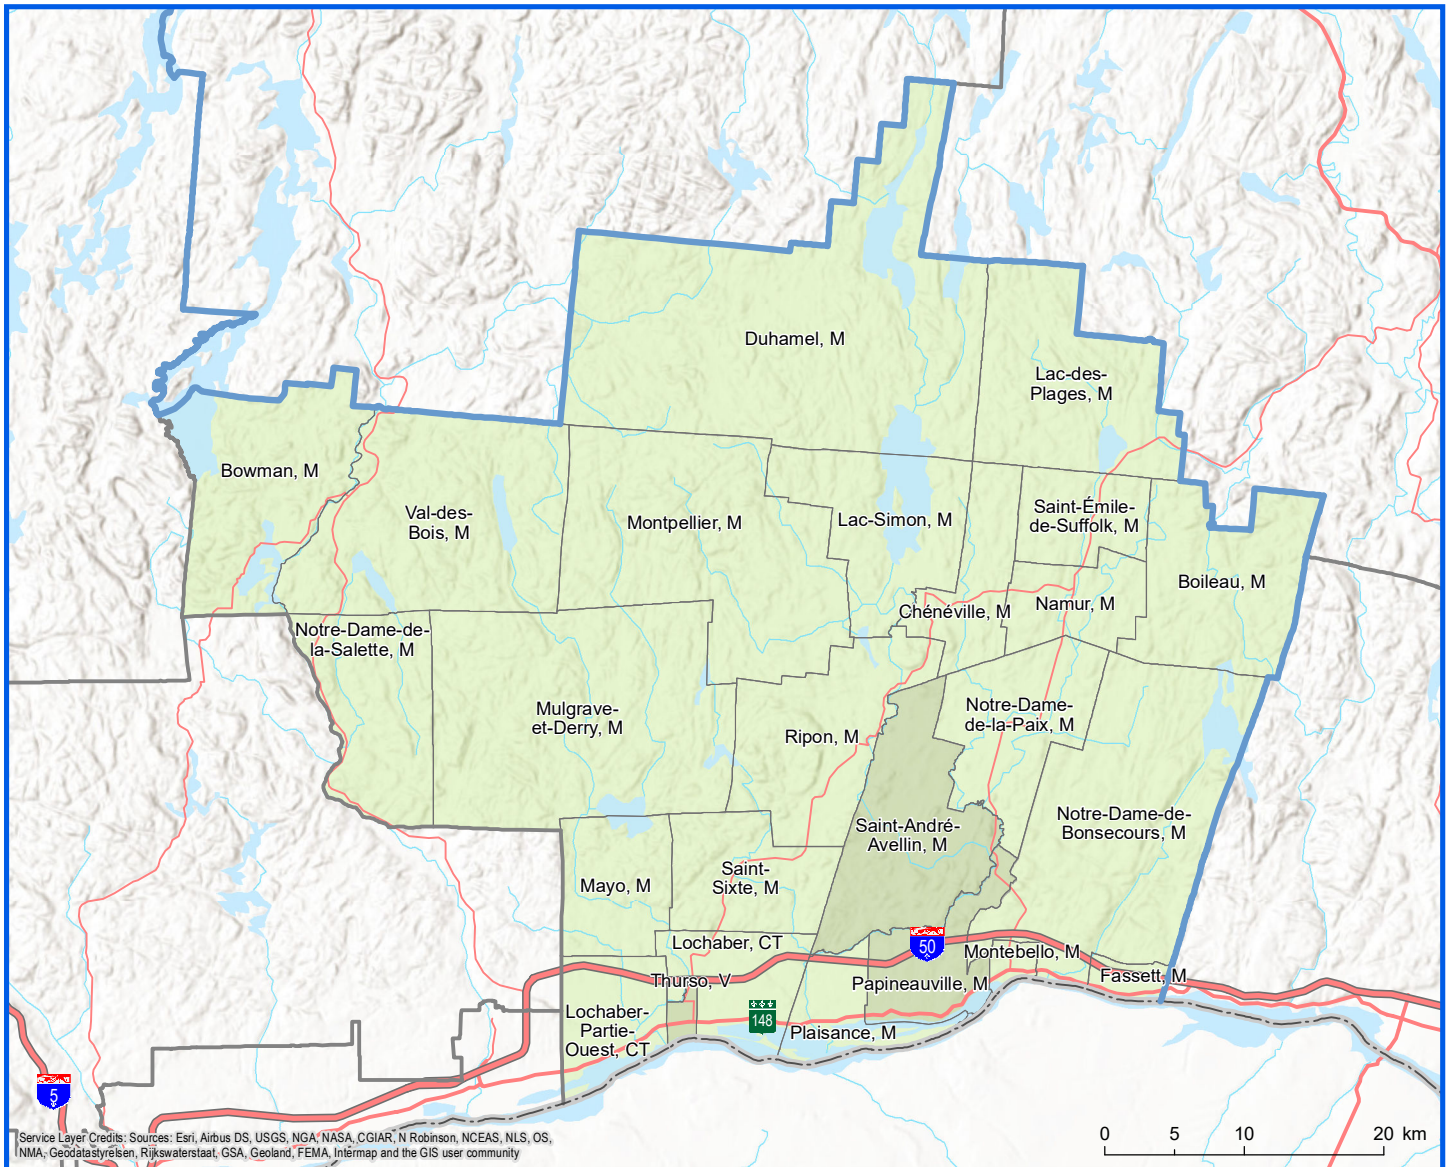 Duhamel, M
Lac-des-
Plages, M
Bowman, M
Val-des-
Bois, M
Montpellier, M
Lac-Simon, M
Saint-Émile-
de-Suffolk, M
Boileau, M
Chénéville, M
Namur, M
Notre-Dame-de-
la-Salette, M
Mulgrave-
et-Derry, M
Ripon, M
Notre-Dame-
de-la-Paix, M
Saint-André-
Avellin, M
Notre-Dame-de-
Bonsecours, M
Mayo, M
Saint-
Sixte, M
Lochaber, CT
50
Montebello, M
Fassett, M
Thurso, V
Papineauville, M
Lochaber-
Partie-
Ouest, CT
148
Plaisance, M
5
0 5 10 20 km
Service Layer Credits: Sources: Esri, Airbus DS, USGS, NGA, NASA, CGIAR, N Robinson, NCEAS, NLS, OS,
NMA, Geodatastyrelsen, Rijkswaterstaat, GSA, Geoland, FEMA, Intermap and the GIS user community